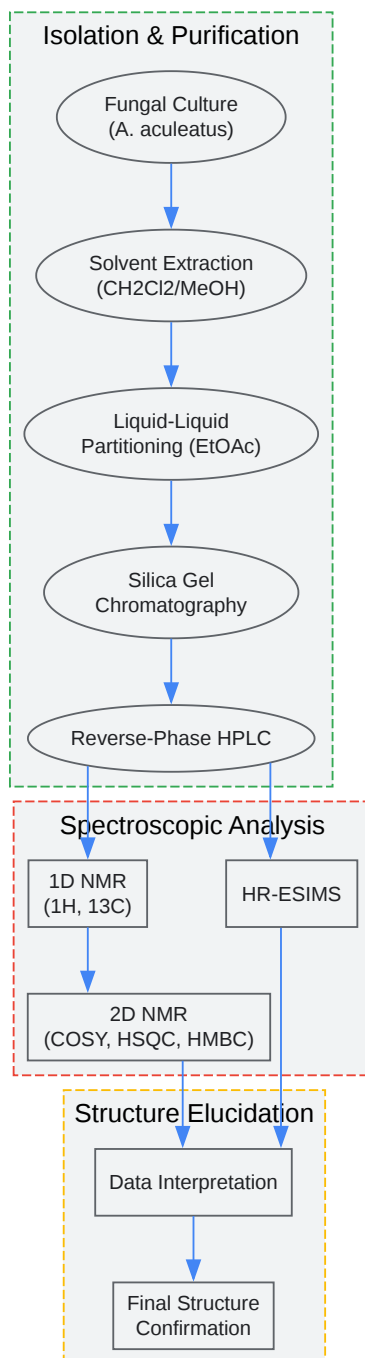 Isolation & Purification
Fungal Culture
(A. aculeatus)
Solvent Extraction
(CH2Cl2/MeOH)
Liquid-Liquid
Partitioning (EtOAc)
Silica Gel
Chromatography
Reverse-Phase HPLC
Spectroscopic Analysis
1D NMR
(1H, 13C)
HR-ESIMS
2D NMR
(COSY, HSQC, HMBC)
Structure Elucidation
Data Interpretation
Final Structure
Confirmation